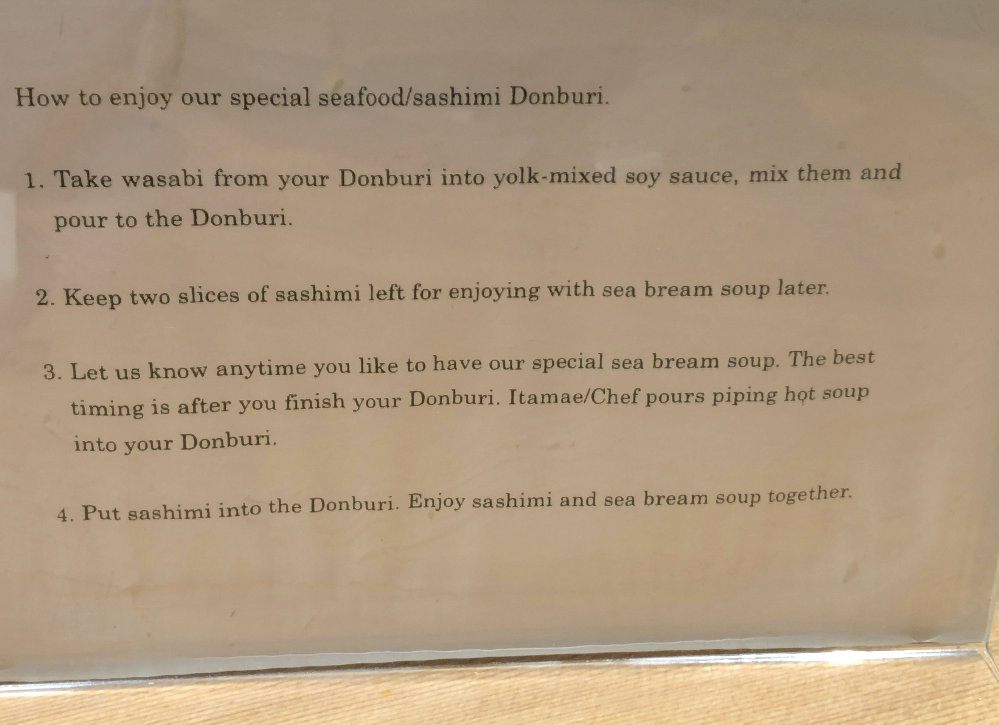 How to enjoy our special seafood/sashimi Donburi.
1. Take wasabi from your Donburi into yolk-mixed soy sauce, mix them and
pour to the Donburi.
2. Keep two slices of sashimi left for enjoying with sea bream soup later.
3. Let us know anytime you like to have our special sea bream soup. The best
timing is after you finish your Donburi. Itamae/Chef pours piping hot soup
into your Donburi.
4. Put sashimi into the Donburi. Enjoy sashimi and sea bream soup together.